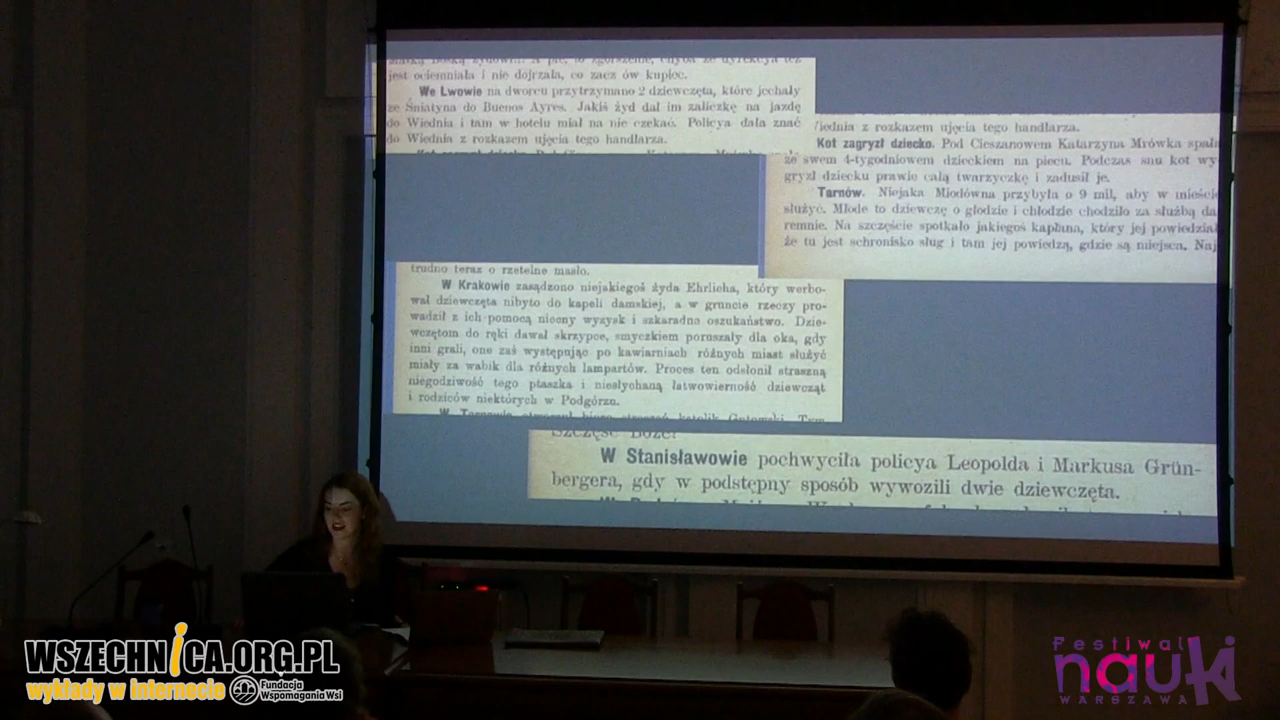 jest ociemniała i nie dojrzała, co zacz ów kupiec.
We Lwowie na dworcu przytrzymano 2 dziewczęta, które jechały
ze Śniatyna do Buenos Ayres. Jakiś żyd dał im zaliczkę na jazdę
do Wiednia i tam w hotelu miał na nie czekać. Policya dała znać
do Wiednia z rozkazem ujęcia tego handlarza.
Wiednia z rozkazem ujęcia tego handlarza.
Kot zagryzł dziecko. Pod Cieszanowem Katarzyna Mrówka spała
ze swem 4-tygodniowem dzieckiem na piecu. Podczas snu kot wy
gryzł dziecku prawie całą twarzyczkę i zadusił je.
Tarnów. Niejaka Miodówna przybyła o 9 mil, aby w mieście
służyć. Młode to dziewczę o głodzie i chłodzie chodziło za służbą da
remnie. Na szczęście spotkało jakiegoś kapłana, który jej powiedział
że tu jest schronisko sług i tam jej powiedzą, gdzie są miejsca. Naj
trudno teraz o rzetelne masło.
W Krakowie zasądzono niejakiegoś żyda Ehrlicha, który werbo-
wał dziewczęta nibyto do kapeli damskiej, a w gruncie rzeczy pro-
wadził z ich pomocą niecny wyzysk i szkaradne oszukaństwo. Dzie-
wczętom do ręki dawał skrzypce, smyczkiem poruszały dla oka, gdy
inni grali, one zaś występując po kawiarniach różnych miast służyć
miały za wabik dla różnych lampartów. Proces ten odsłonił straszną
niegodziwość tego ptaszka i niesłychaną łatwowierność dziewcząt
i rodziców niektórych w Podgórzu.
Szczęść Boże!
W Stanisławowie pochwyciła policya Leopolda i Markusa Grün-
bergera, gdy w podstępny sposób wywozili dwie dziewczęta.
WSZECHNICA.ORG.PL
wykłady w internecie
Fundacja
Wspomagania Wsi
Festiwal
nauki
WARSZAWA